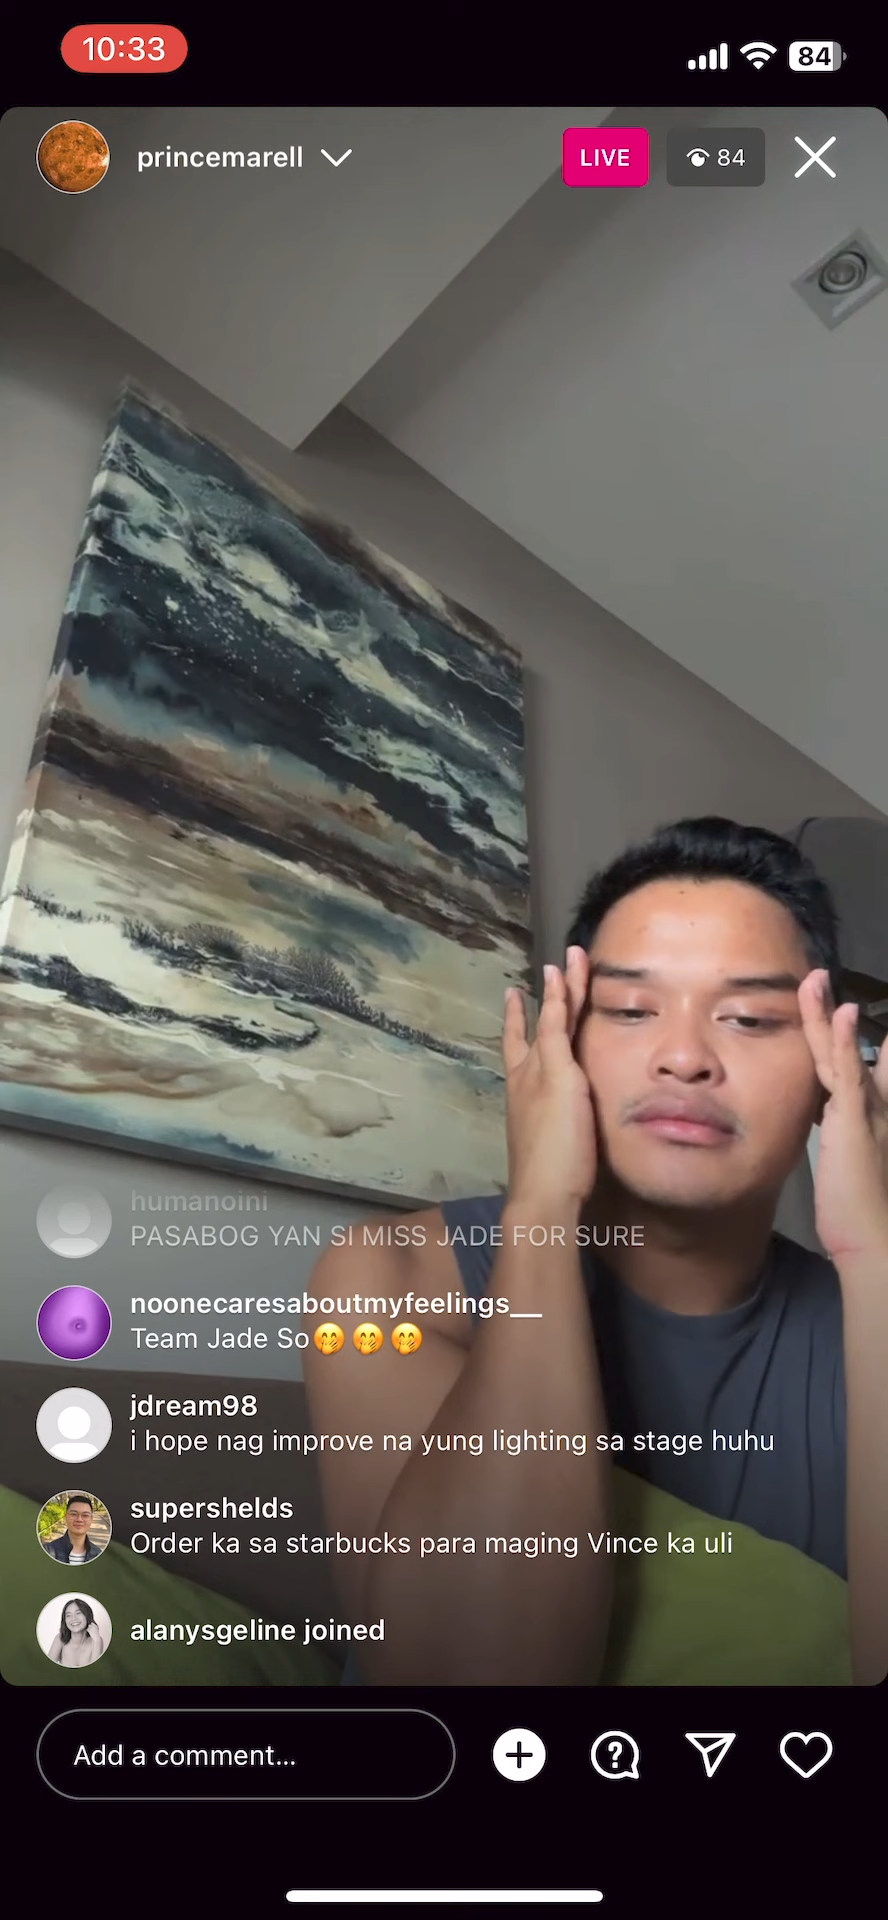 10:33
84
princemarell
LIVE
84
humanoini
PASABOG YAN SI MISS JADE FOR SURE
noonecaresaboutmyfeelings__
Team Jade So🤭🤭🤭
jdream98
i hope nag improve na yung lighting sa stage huhu
supershelds
Order ka sa starbucks para maging Vince ka uli
alanysgeline joined
Add a comment...